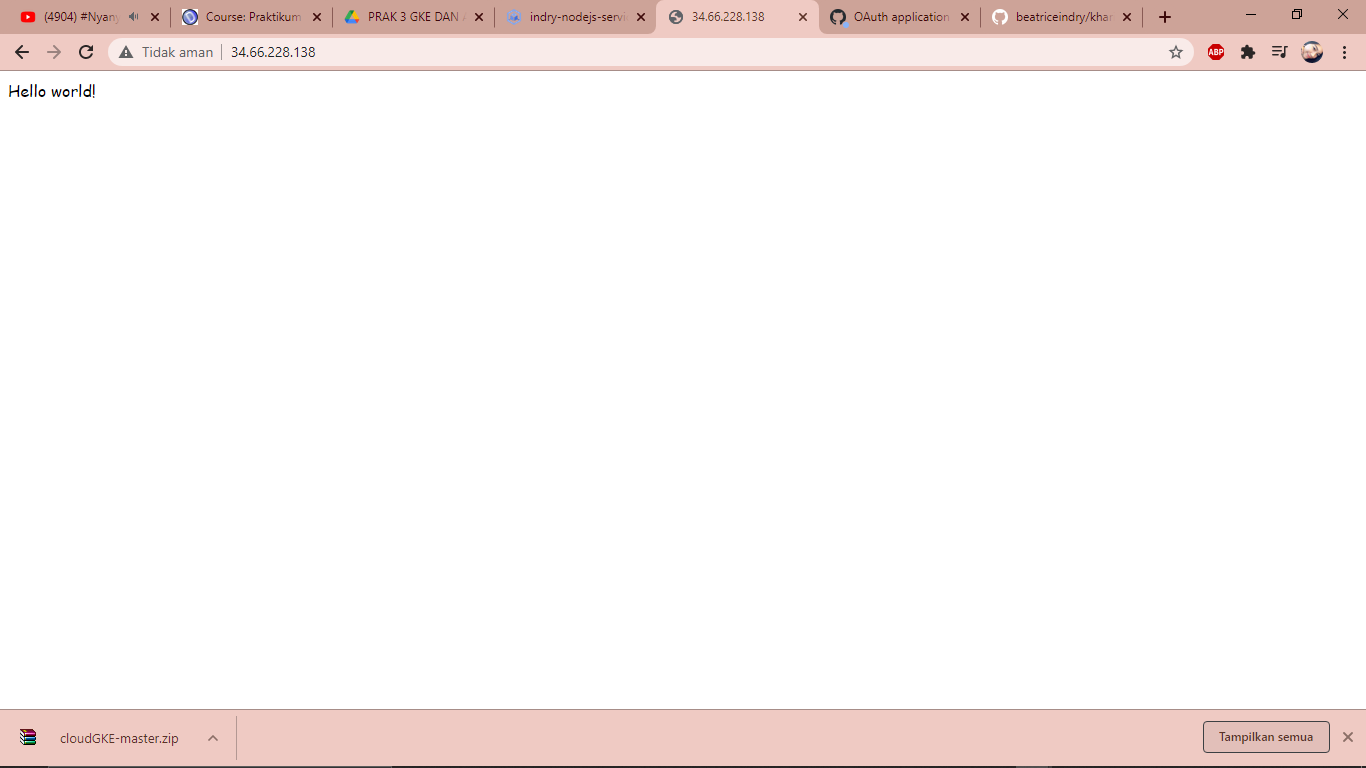 (4904) #Nyany
Course: Praktikum
PRAK 3 GKE DAN A
indry-nodejs-servi
34.66.228.138
OAuth application
beatriceindry/khar
Tidak aman
34.66.228.138
ABP
Hello world!
cloudGKE-master.zip
Tampilkan semua